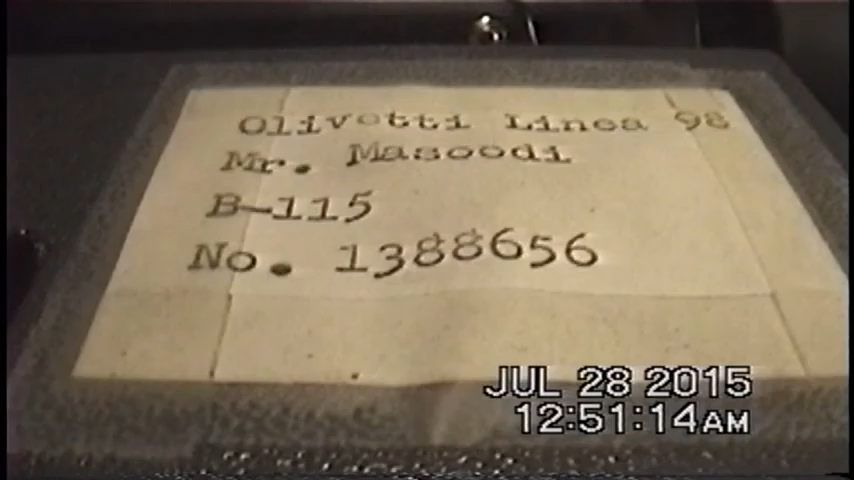 Olivetti Linea 98
Mr. Masoodi
B-115
No. 1388656
JUL 28 2015
12:51:14AM